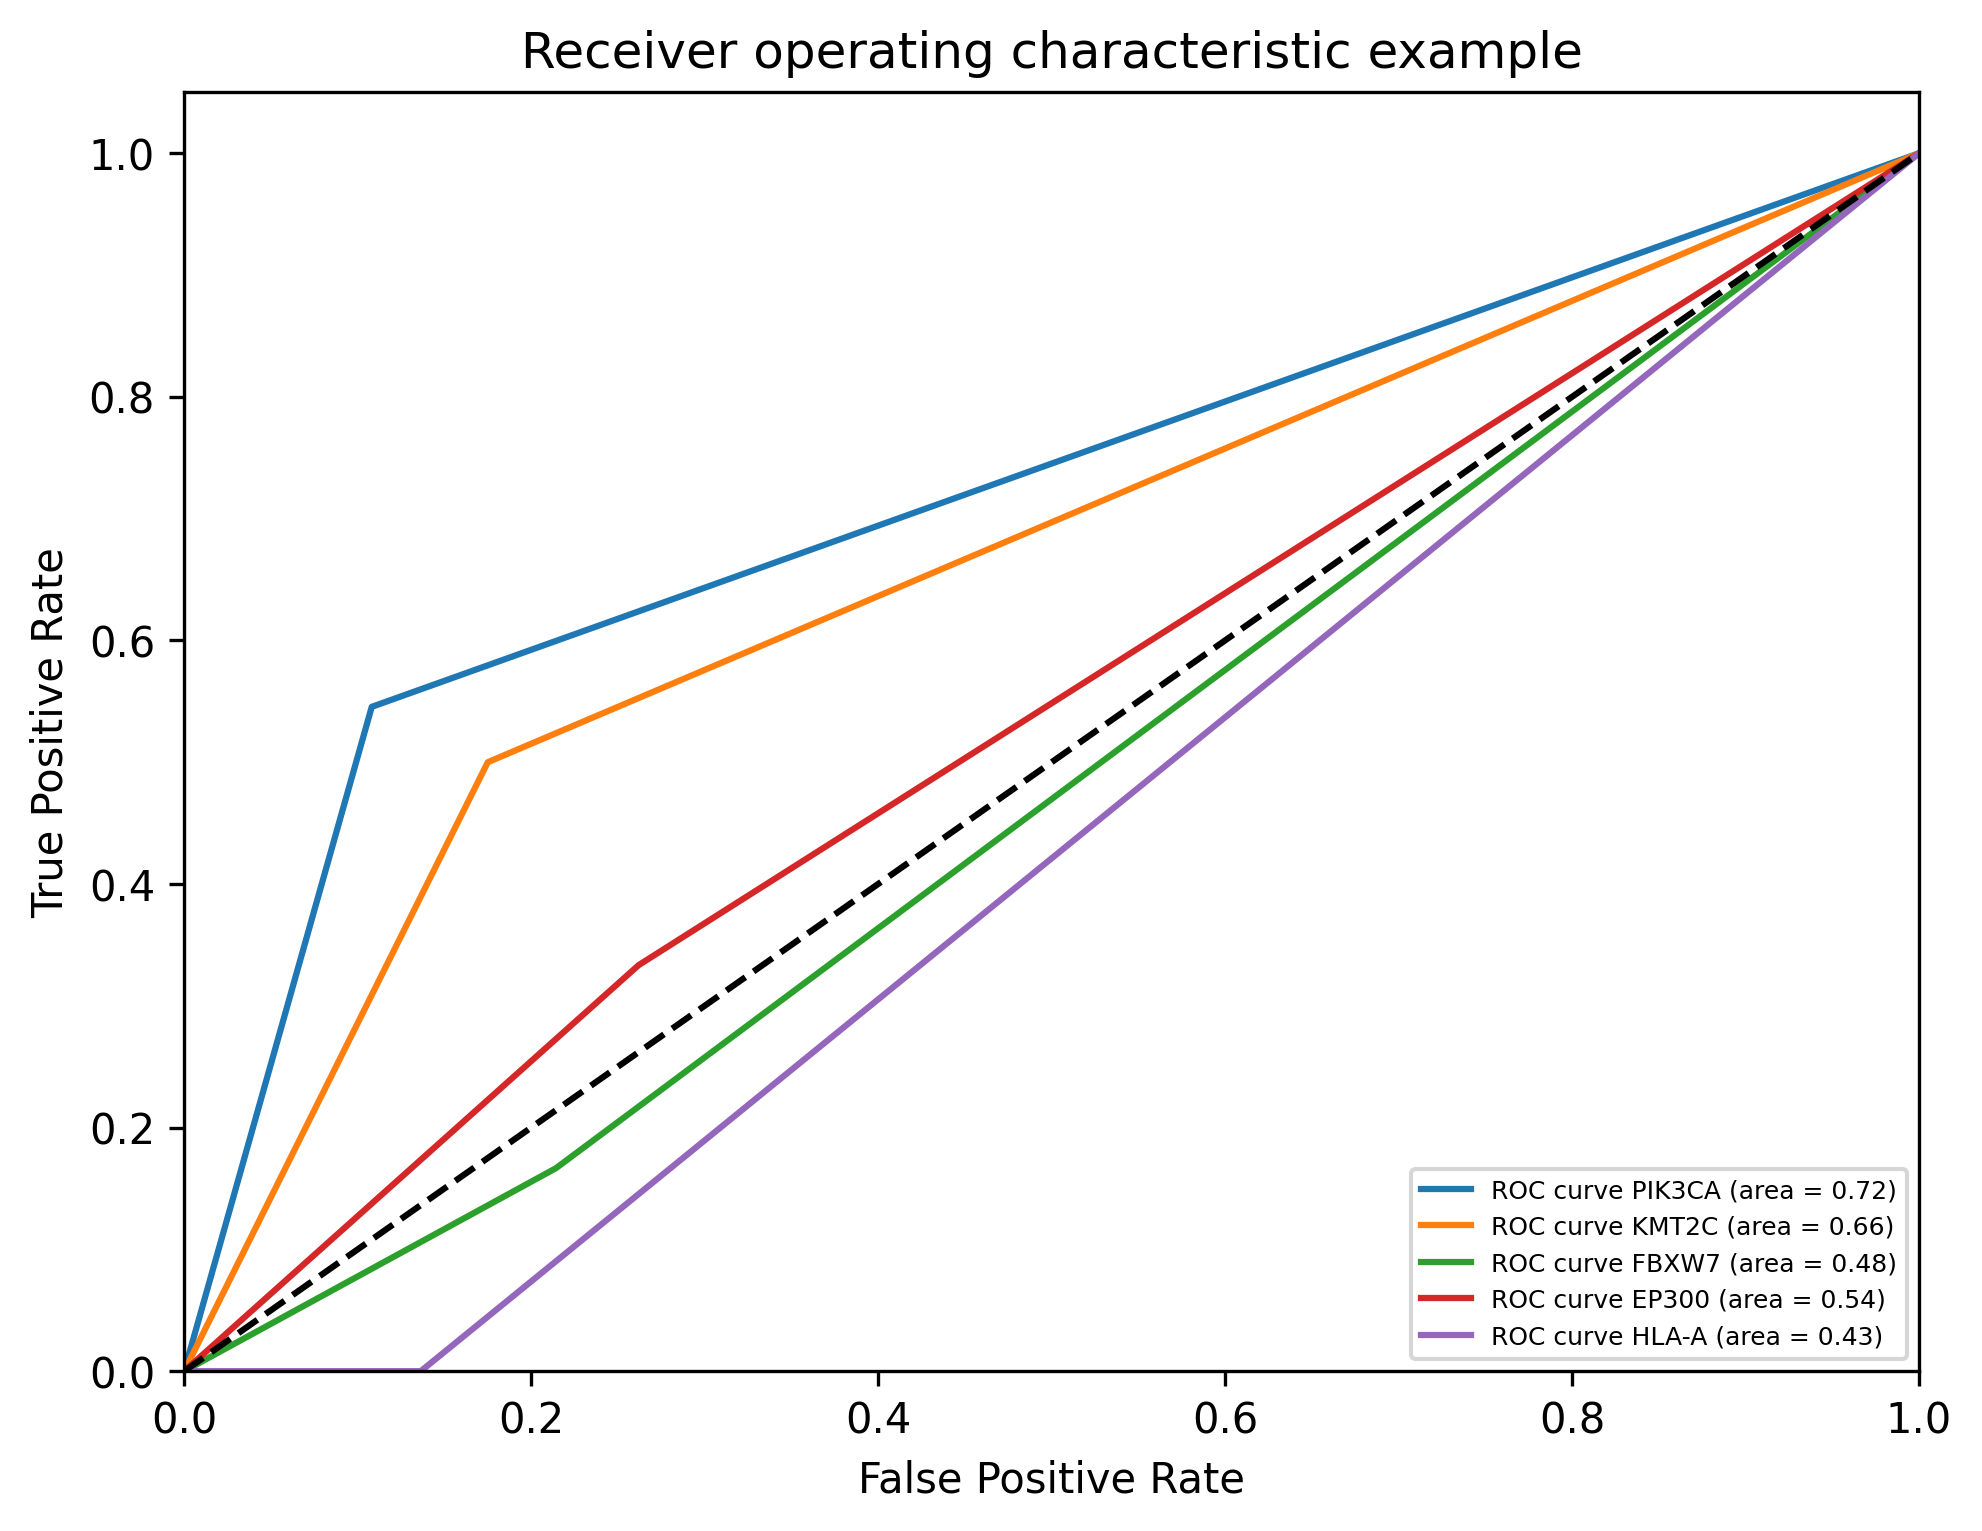 Receiver operating characteristic example
True Positive Rate
1.0
0.8
0.6
0.4
0.2
0.0
ROC curve PIK3CA (area = 0.72)
ROC curve KMT2C (area = 0.66)
ROC curve FBXW7 (area = 0.48)
ROC curve EP300 (area = 0.54)
ROC curve HLA-A (area = 0.43)
0.0 0.2 0.4 0.6 0.8 1.0
False Positive Rate